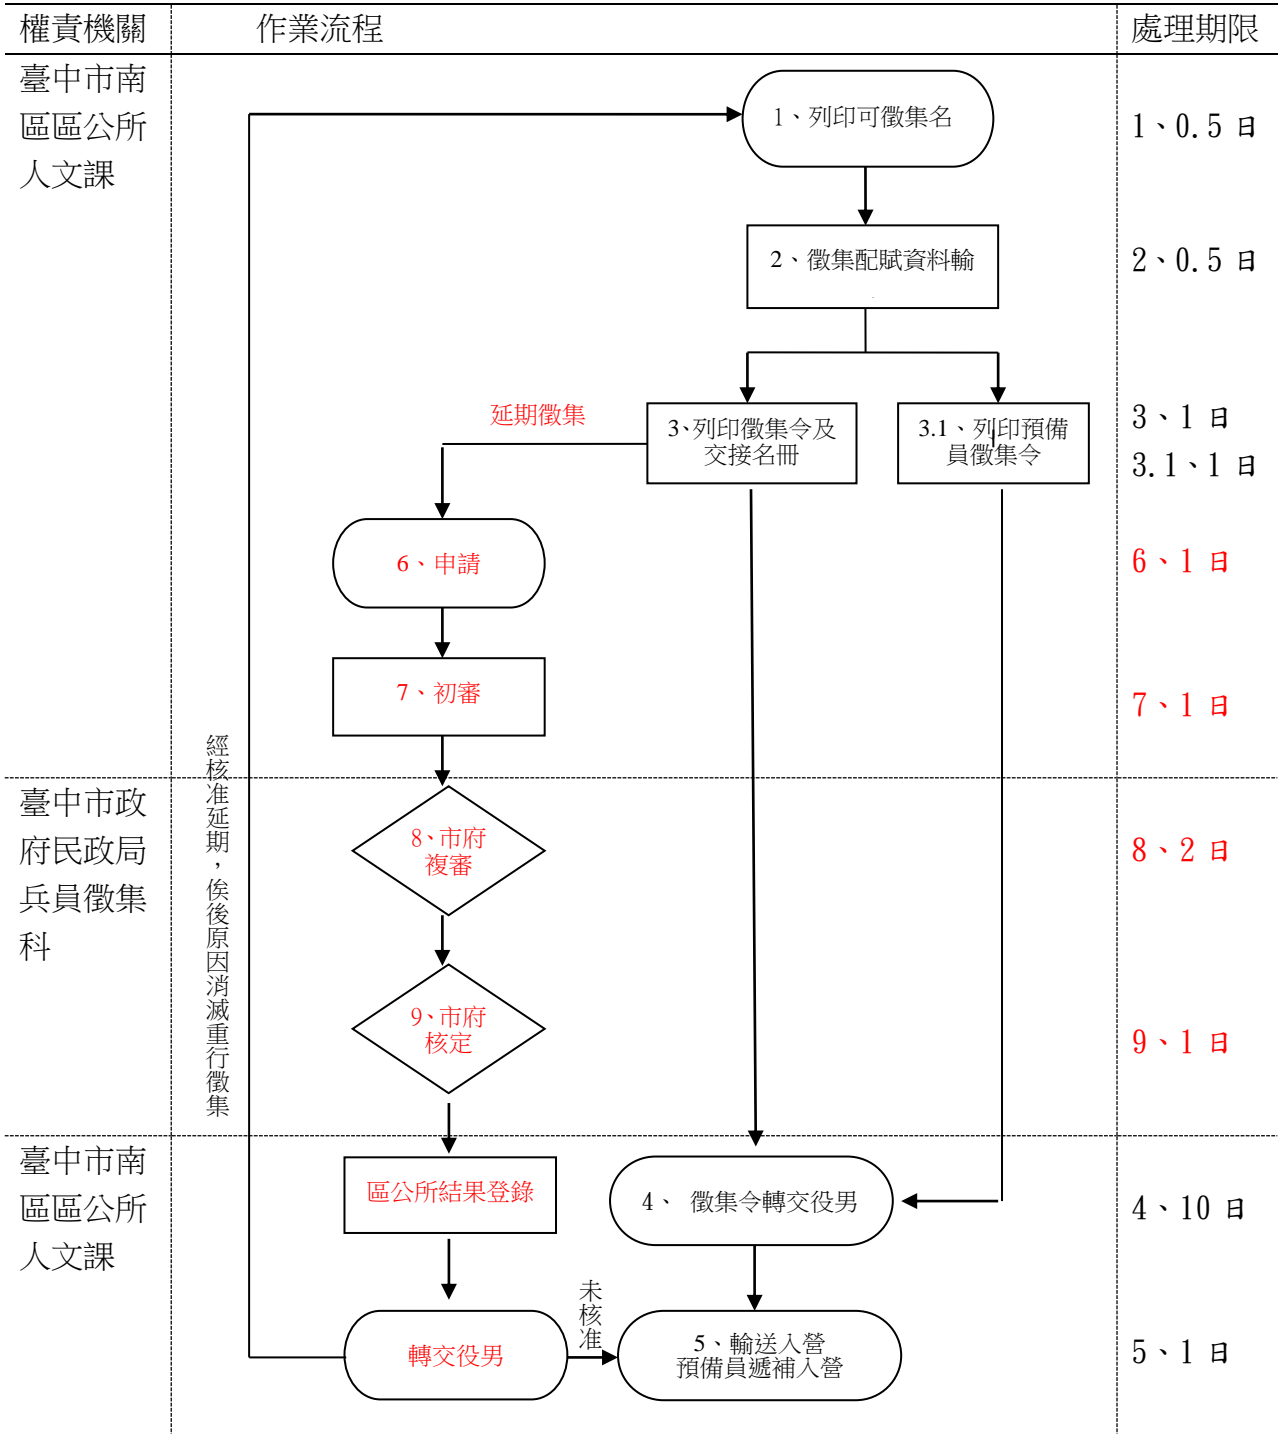 權責機關 作業流程 處理期限
臺中市南
區區公所
人文課
1、列印可徵集名
1、0.5 日
2、徵集配賦資料輸
2、0.5 日
延期徵集
3、列印徵集令及
交接名冊
3.1、列印預備
員徵集令
3、1 日
3.1、1 日
6、申請
6、1 日
7、初審
7、1 日
經核准延期，俟後原因消滅重行徵集
臺中市政
府民政局
兵員徵集
科
8、市府
複審
8、2 日
9、市府
核定
9、1 日
臺中市南
區區公所
人文課
區公所結果登錄
4、 徵集令轉交役男
4、10 日
轉交役男
未核准
5、輸送入營
預備員遞補入營
5、1 日